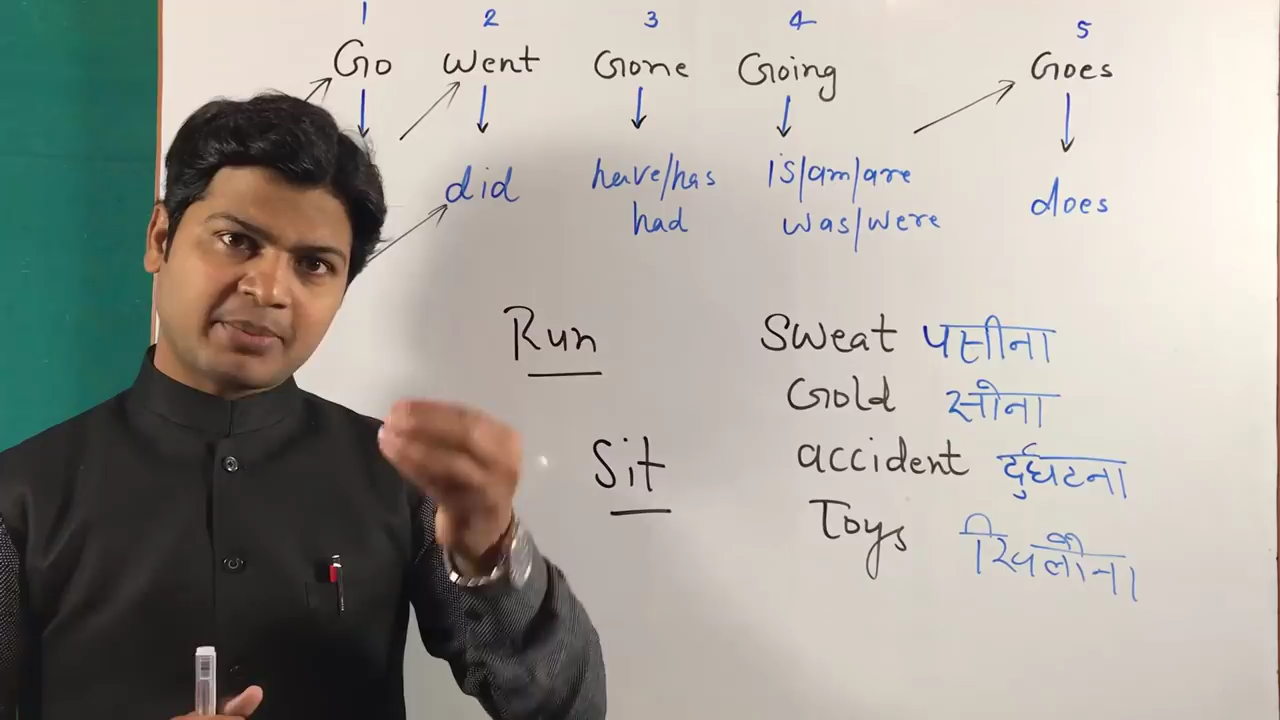 1 2 3 4 5
Go Went Gone Going Goes
did have/has is/am/are does
had was/were
Run Sweat पसीना
Gold सोना
Sit accident र्दुघटना
Toys खिलौना